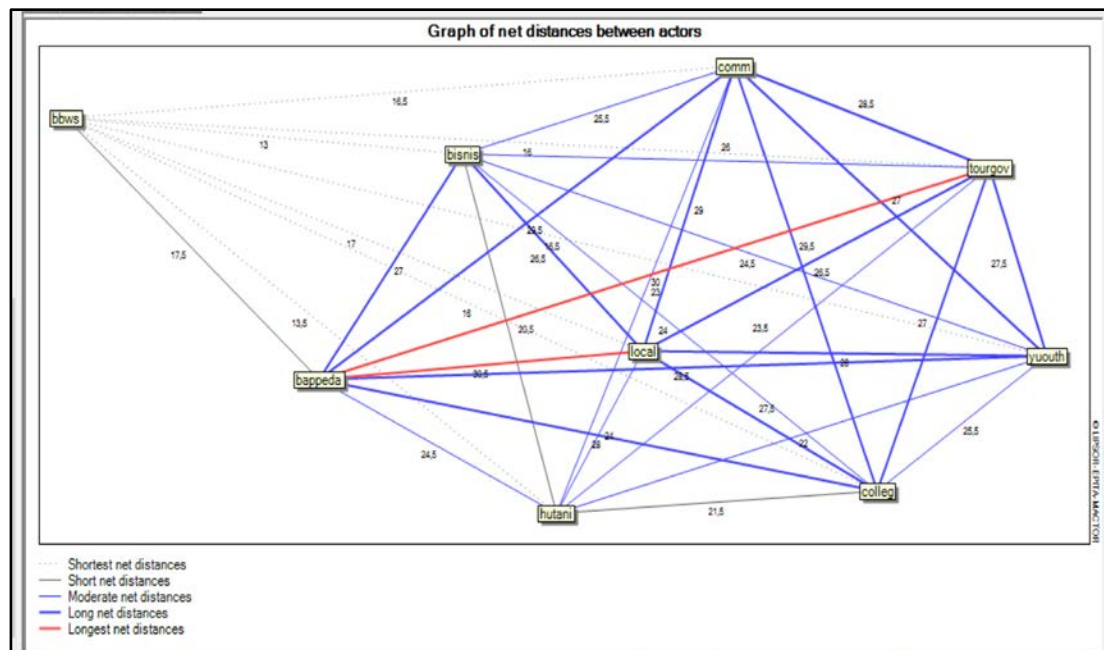 Graph of net distances between actors
comm
16,5
28,5
bbws
25,5
13
26
bisnis
16
tourgov
27
29
29,5
16,5
29,5
17,5
17
26,5
24,5
27,5
27
26,5
30
23
16
13,5
20,5
24
23,5
27
local
yuouth
26
bappeda
30,5
28,5
27,5
24
28
22
24,5
25,5
colleg
hutani
21,5
© LIPSOR-EPITA-MACTOR
Shortest net distances
Short net distances
Moderate net distances
Long net distances
Longest net distances